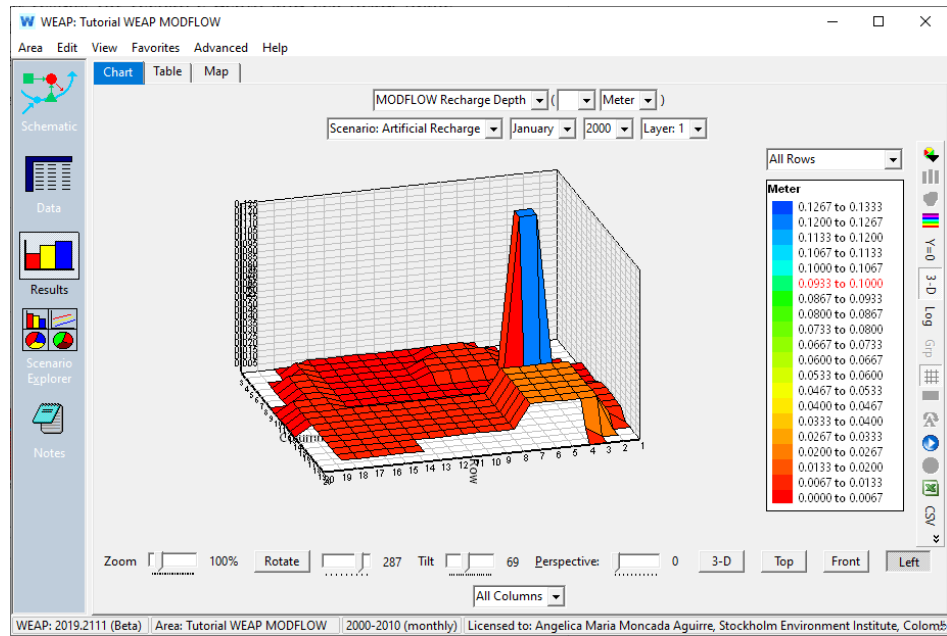 WEAP: Tutorial WEAP MODFLOW
Area Edit View Favorites Advanced Help
Schematic
Data
Results
Scenario
Explorer
Notes
Chart Table Map
MODFLOW Recharge Depth ( Meter )
Scenario: Artificial Recharge January 2000 Layer: 1
All Rows
Meter
0.1267 to 0.1333
0.1200 to 0.1267
0.1133 to 0.1200
0.1067 to 0.1133
0.1000 to 0.1067
0.0933 to 0.1000
0.0867 to 0.0933
0.0800 to 0.0867
0.0733 to 0.0800
0.0667 to 0.0733
0.0600 to 0.0667
0.0533 to 0.0600
0.0467 to 0.0533
0.0400 to 0.0467
0.0333 to 0.0400
0.0267 to 0.0333
0.0200 to 0.0267
0.0133 to 0.0200
0.0067 to 0.0133
0.0000 to 0.0067
Y=0
3-D
Log
Grp
CSV
Column
20 19 18 17 16 15 14 13 12 11 10 9 8 7 6 5 4 3 2 1
Row
Zoom 100% Rotate 287 Tilt 69 Perspective: 0 3-D Top Front Left
All Columns
WEAP: 2019.2111 (Beta) Area: Tutorial WEAP MODFLOW 2000-2010 (monthly) Licensed to: Angelica Maria Moncada Aguirre, Stockholm Environment Institute, Colom